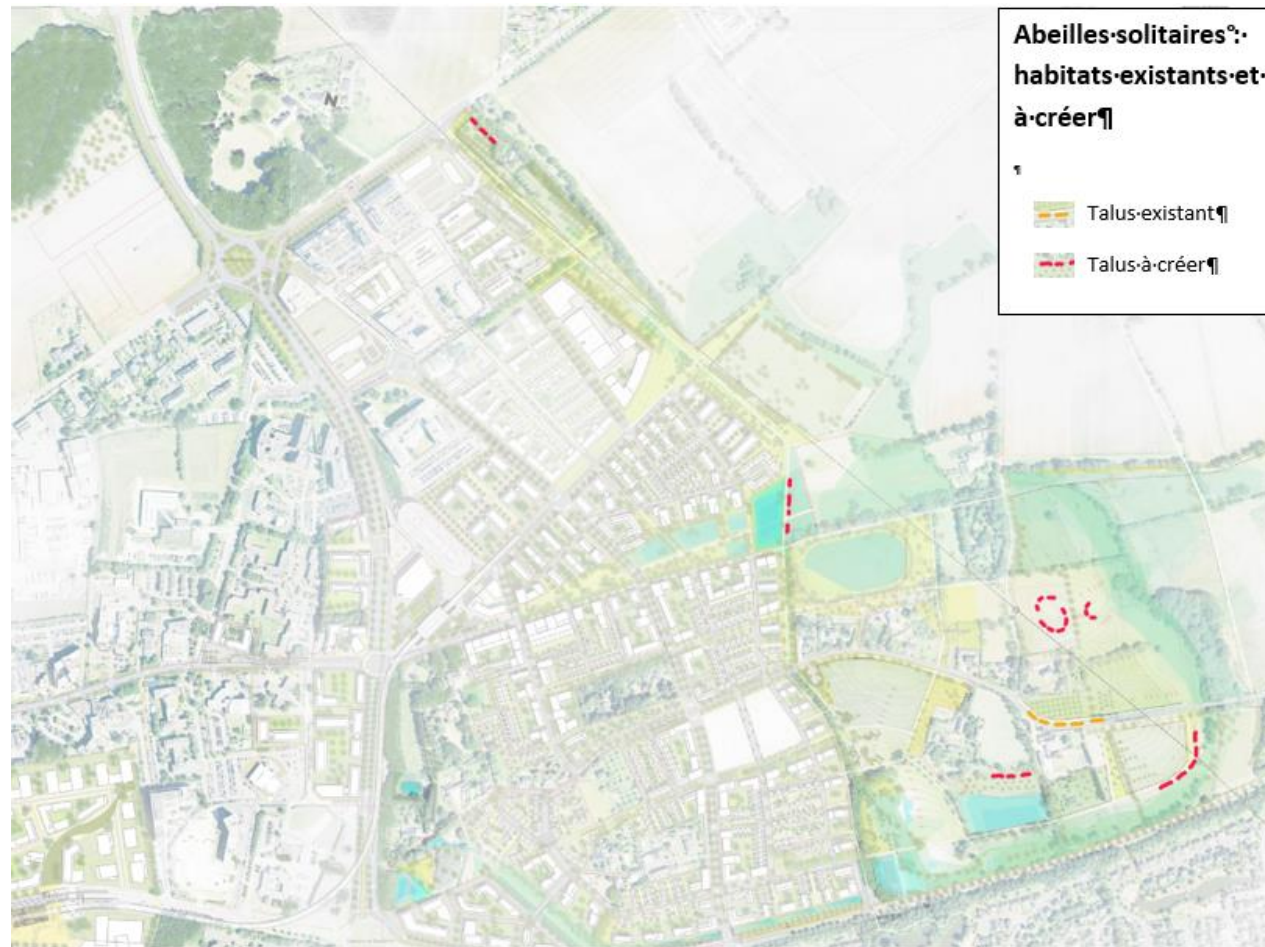 Abeilles·solitaires°:·
habitats·existants·et·
à·créer¶
¶
Talus·existant¶
Talus·à·créer¶
N